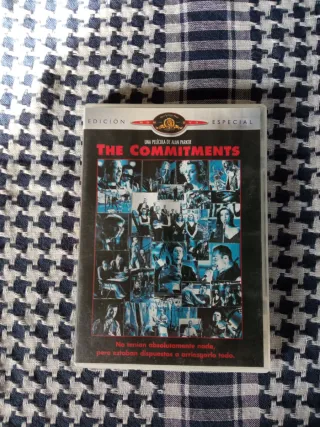 EDICIÓN ESPECIAL
UNA PELÍCULA DE ALAN PARKER
THE COMMITMENTS
No tenían absolutamente nada,
pero estaban dispuestos a arriesgarlo todo.